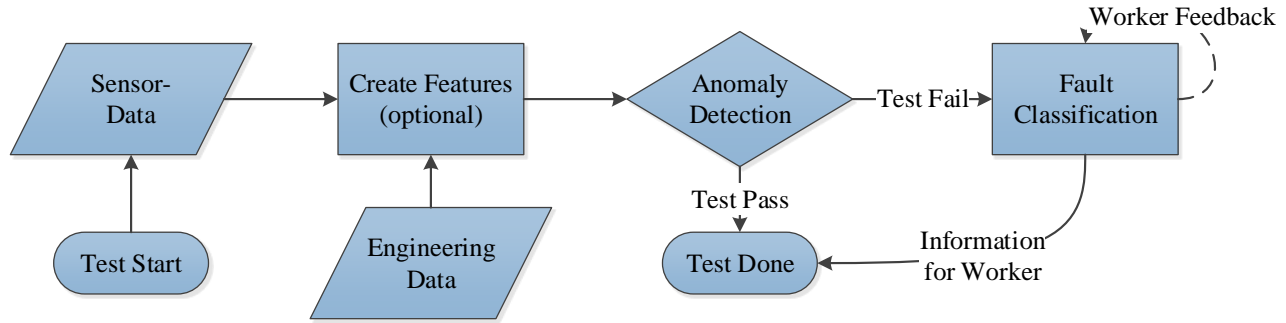 Worker Feedback
Sensor-
Data
Create Features
(optional)
Anomaly
Detection
Test Fail
Fault
Classification
Test Pass
Test Start
Engineering
Data
Test Done
Information
for Worker